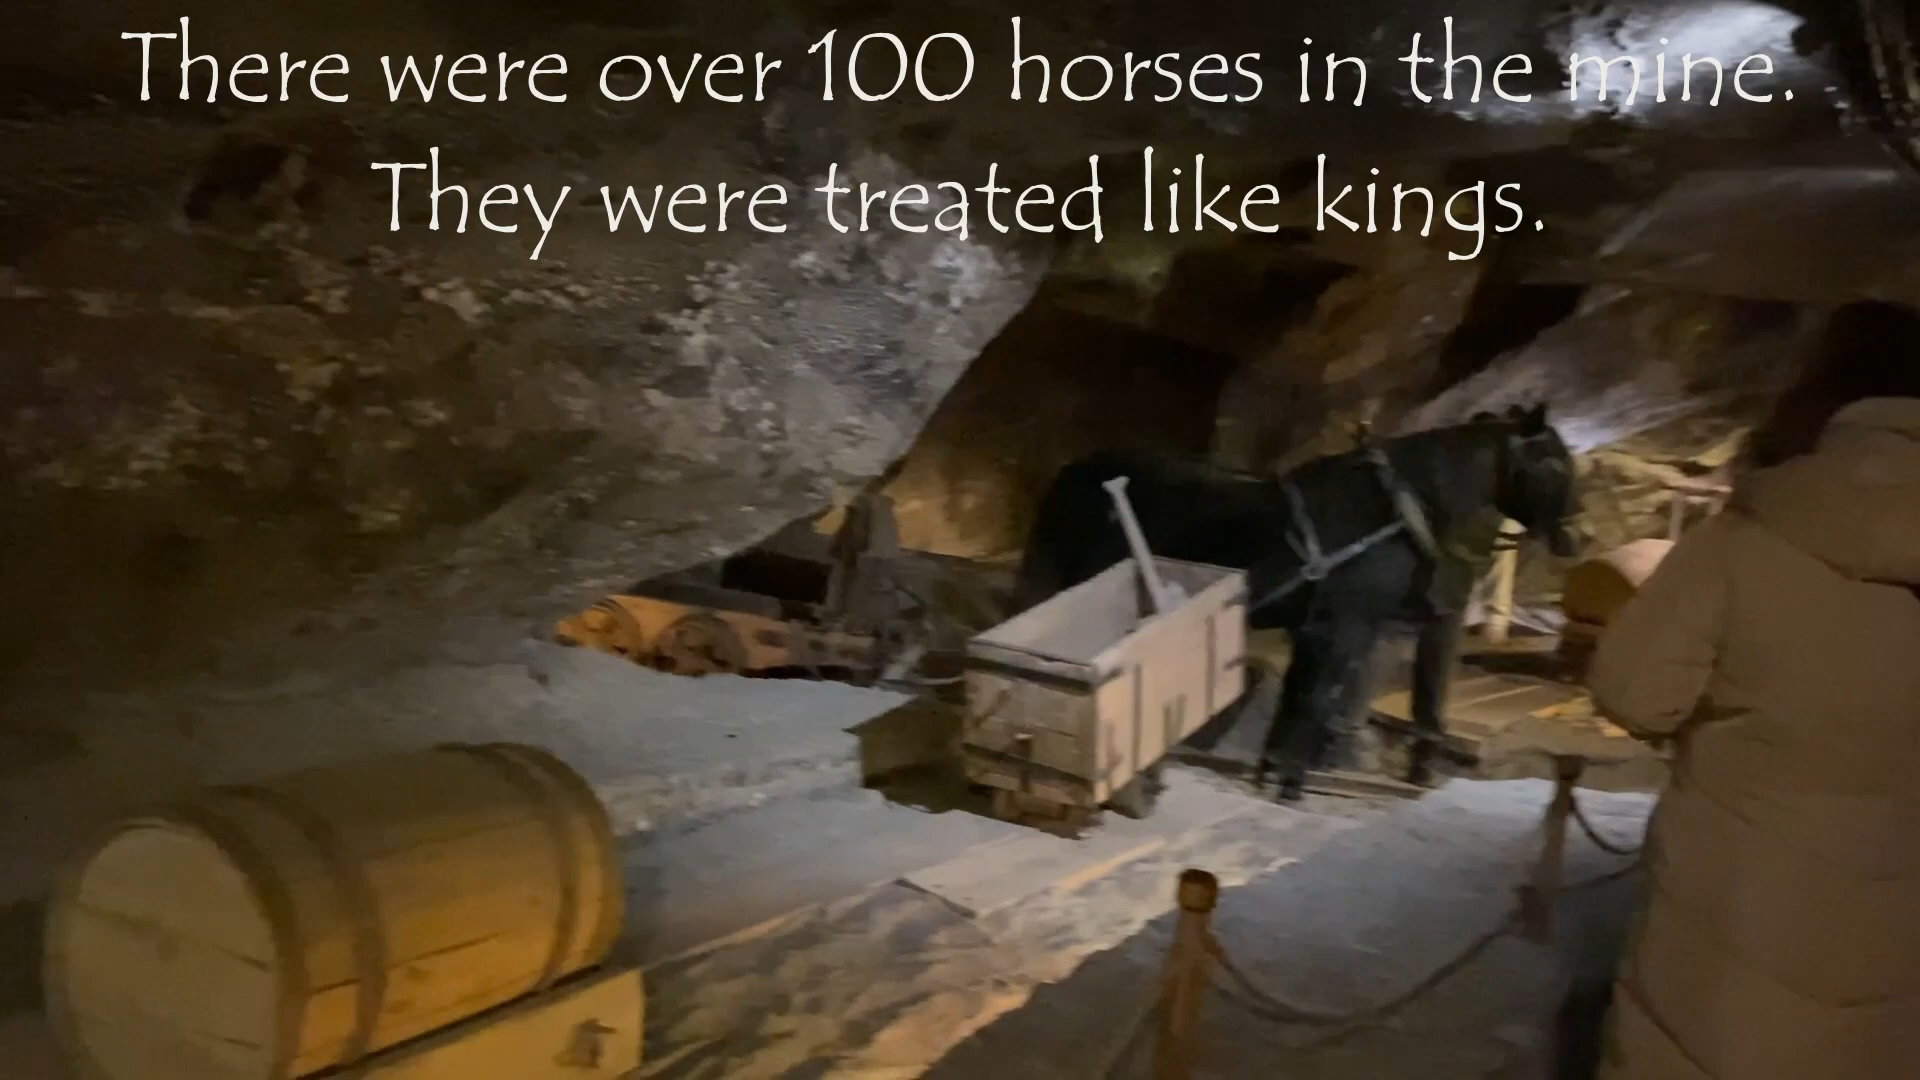 There were over 100 horses in the mine.
They were treated like kings.